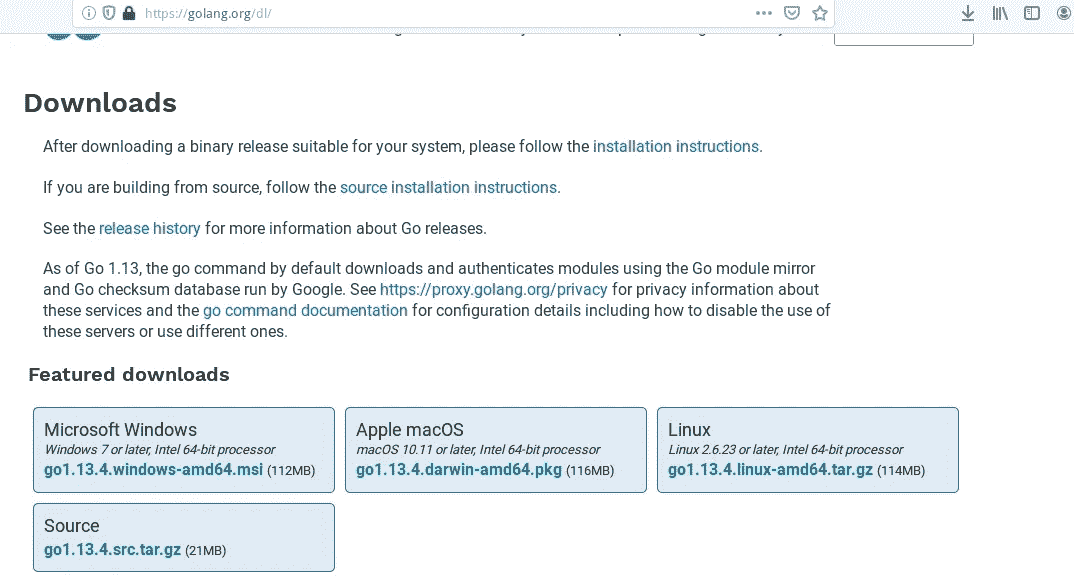 https://golang.org/dl/
Downloads
After downloading a binary release suitable for your system, please follow the installation instructions.
If you are building from source, follow the source installation instructions.
See the release history for more information about Go releases.
As of Go 1.13, the go command by default downloads and authenticates modules using the Go module mirror
and Go checksum database run by Google. See https://proxy.golang.org/privacy for privacy information about
these services and the go command documentation for configuration details including how to disable the use of
these servers or use different ones.
Featured downloads
Microsoft Windows
Windows 7 or later, Intel 64-bit processor
go1.13.4.windows-amd64.msi (112MB)
Apple macOS
macOS 10.11 or later, Intel 64-bit processor
go1.13.4.darwin-amd64.pkg (116MB)
Linux
Linux 2.6.23 or later, Intel 64-bit processor
go1.13.4.linux-amd64.tar.gz (114MB)
Source
go1.13.4.src.tar.gz (21MB)